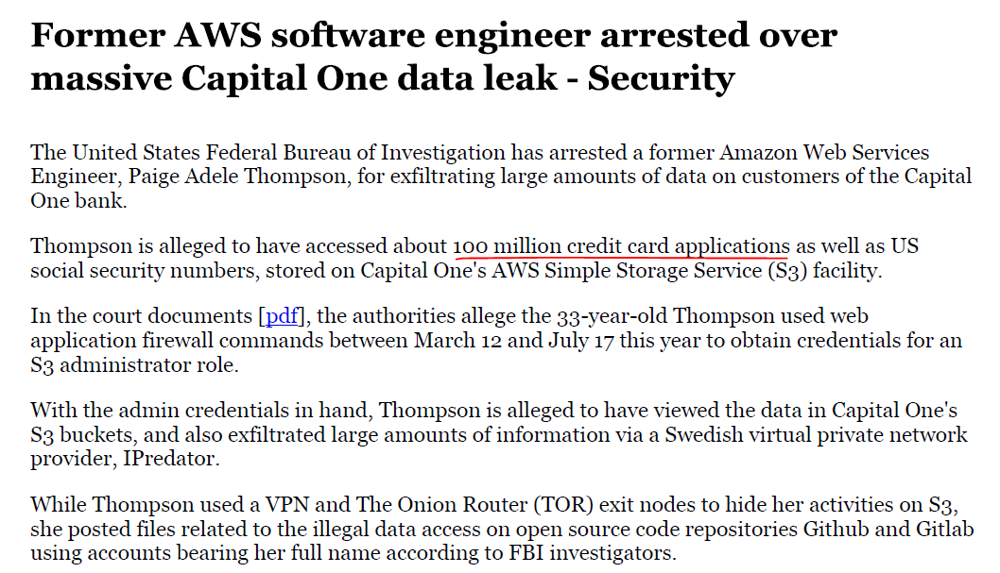 Former AWS software engineer arrested over
massive Capital One data leak - Security
The United States Federal Bureau of Investigation has arrested a former Amazon Web Services
Engineer, Paige Adele Thompson, for exfiltrating large amounts of data on customers of the Capital
One bank.
Thompson is alleged to have accessed about 100 million credit card applications as well as US
social security numbers, stored on Capital One's AWS Simple Storage Service (S3) facility.
In the court documents [pdf], the authorities allege the 33-year-old Thompson used web
application firewall commands between March 12 and July 17 this year to obtain credentials for an
S3 administrator role.
With the admin credentials in hand, Thompson is alleged to have viewed the data in Capital One's
S3 buckets, and also exfiltrated large amounts of information via a Swedish virtual private network
provider, IPredator.
While Thompson used a VPN and The Onion Router (TOR) exit nodes to hide her activities on S3,
she posted files related to the illegal data access on open source code repositories Github and Gitlab
using accounts bearing her full name according to FBI investigators.